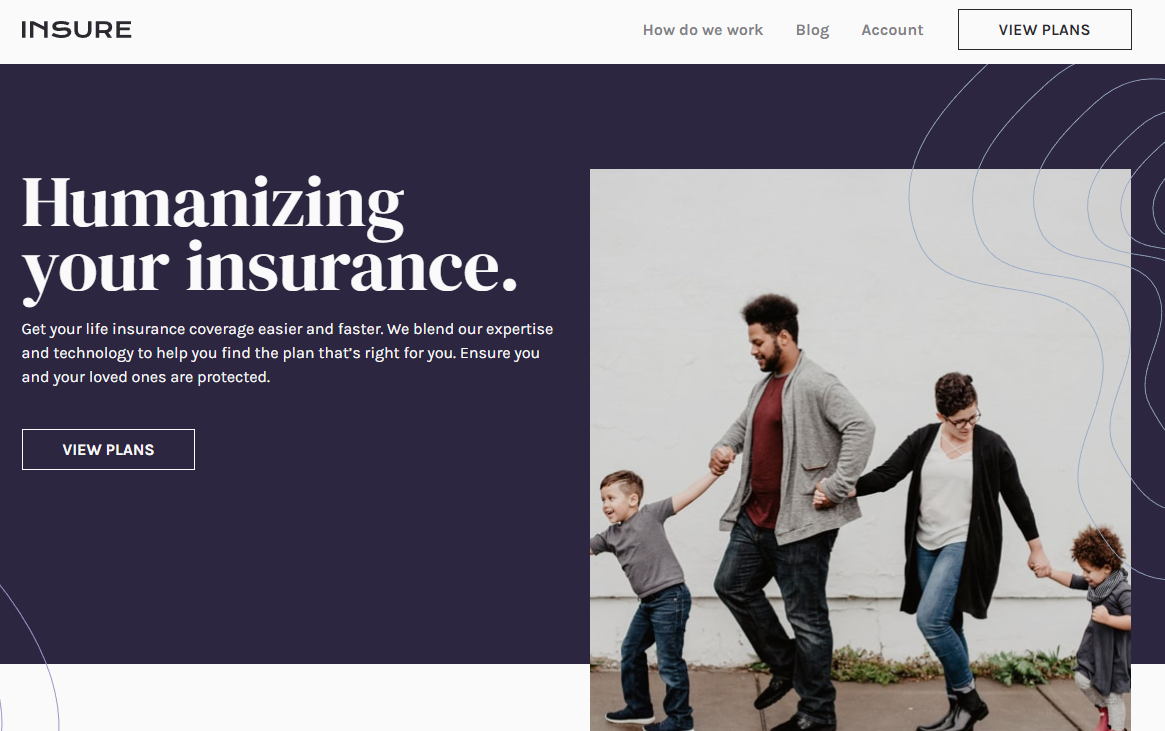 INSURE
How do we work
Blog
Account
VIEW PLANS
Humanizing
your insurance.
Get your life insurance coverage easier and faster. We blend our expertise
and technology to help you find the plan that’s right for you. Ensure you
and your loved ones are protected.
VIEW PLANS